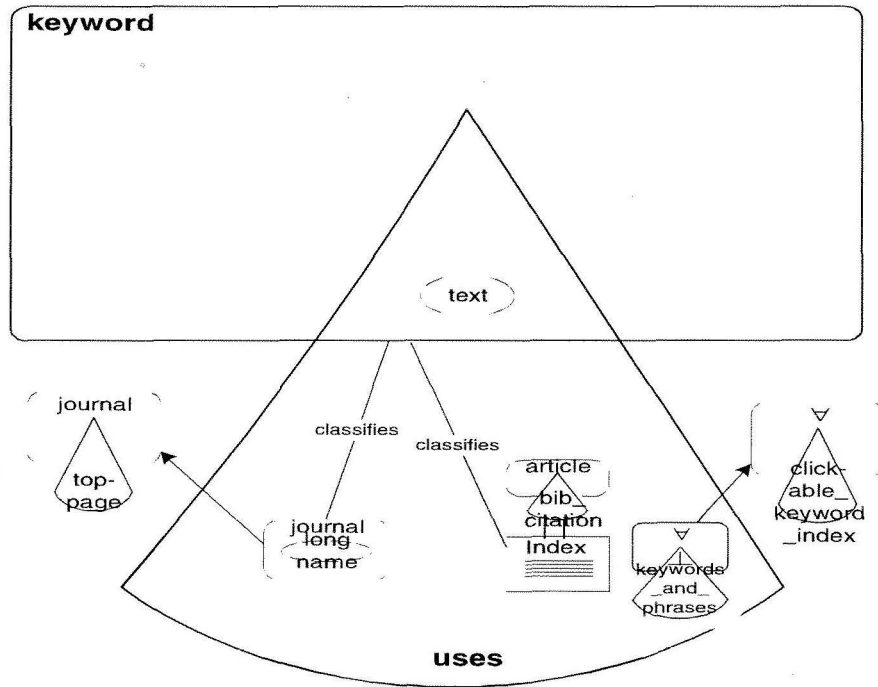 keyword
text
journal
top-
page
classifies
classifies
journal
long
name
article
bib_
citation
Index
∀
keywords
_and_
phrases
∀
click-
able_
keyword
_index
uses